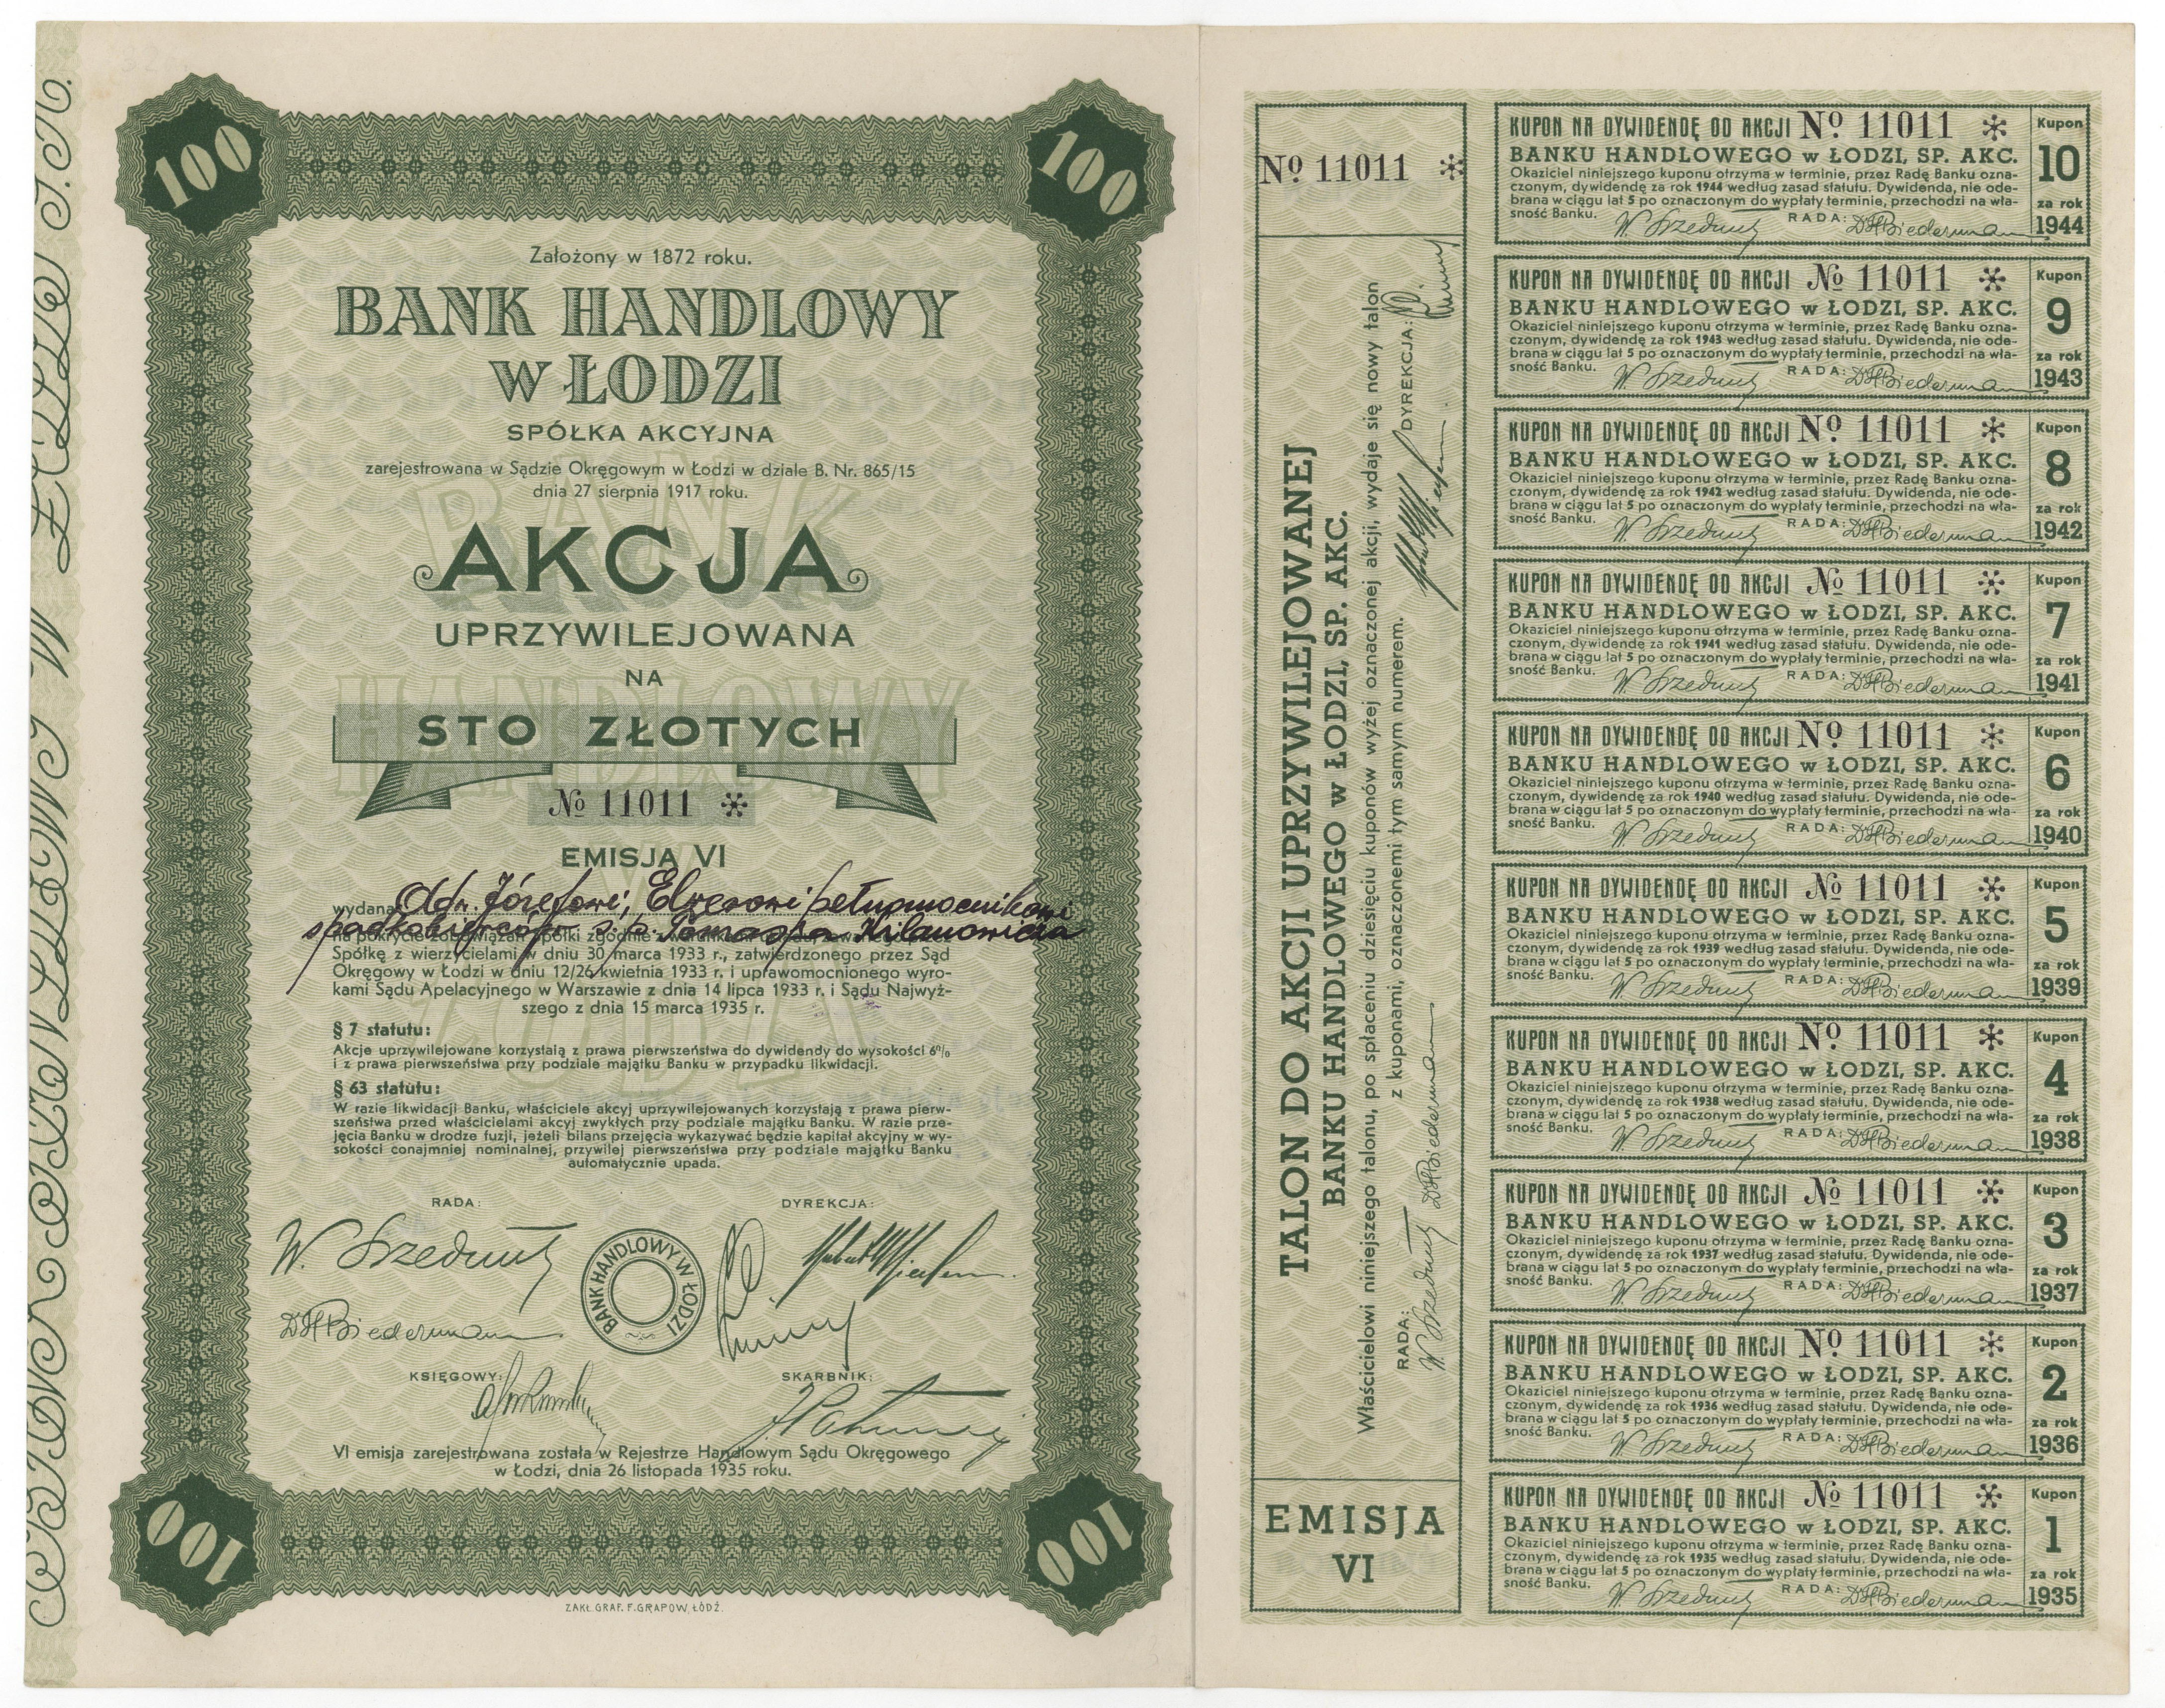 100
100
Założony w 1872 roku.
BANK HANDLOWY
w ŁODZI
SPÓŁKA AKCYJNA
zarejestrowana w Sądzie Okręgowym w Łodzi w dziale B. Nr. 865/15
dnia 27 sierpnia 1917 roku.
AKCJA
UPRZYWILEJOWANA
NA
STO ZŁOTYCH
№ 11011 *
EMISJA VI
wydana Adw. Józefowi Elvesowi pełnomocnikowi
spadkobierców ś.p. Tomasza Kilanowicza
na pokrycie zobowiązań Spółki zgodnie z
Spółkę z wierzycielami w dniu 30 marca 1933 r., zatwierdzonego przez Sąd
Okręgowy w Łodzi w dniu 12/26 kwietnia 1933 r. i uprawomocnionego wyro-
kami Sądu Apelacyjnego w Warszawie z dnia 14 lipca 1933 r. i Sądu Najwyż-
szego z dnia 15 marca 1935 r.
§ 7 statutu:
Akcje uprzywilejowane korzystają z prawa pierwszeństwa do dywidendy do wysokości 6%
i z prawa pierwszeństwa przy podziale majątku Banku w przypadku likwidacji.
§ 63 statutu:
W razie likwidacji Banku, właściciele akcyj uprzywilejowanych korzystają z prawa pierw-
szeństwa przed właścicielami akcyj zwykłych przy podziale majątku Banku. W razie prze-
jęcia Banku w drodze fuzji, jeżeli bilans przejęcia wykazywać będzie kapitał akcyjny w wy-
sokości conajmniej nominalnej, przywilej pierwszeństwa przy podziale majątku Banku
automatycznie upada.
RADA:
DYREKCJA:
BANK HANDLOWY W ŁODZI
Biedermann
KSIĘGOWY:
SKARBNIK:
VI emisja zarejestrowana została w Rejestrze Handlowym Sądu Okręgowego
w Łodzi, dnia 26 listopada 1935 roku.
100
100
ZAKŁ. GRAF. F. GRAPOW, ŁÓDŹ.
№ 11011 *
TALON DO AKCJI UPRZYWILEJOWANEJ
BANKU HANDLOWEGO w ŁODZI, SP. AKC.
Właścicielowi niniejszego talonu, po spłaceniu dziesięciu kuponów wyżej oznaczonej akcji, wydaje się nowy talon
z kuponami, oznaczonemi tym samym numerem.
RADA: Biedermann
DYREKCJA:
EMISJA
VI
KUPON NA DYWIDENDĘ OD AKCJI № 11011 *
BANKU HANDLOWEGO w ŁODZI, SP. AKC.
Okaziciel niniejszego kuponu otrzyma w terminie, przez Radę Banku ozna-
czonym, dywidendę za rok 1944 według zasad statutu. Dywidenda, nie ode-
brana w ciągu lat 5 po oznaczonym do wypłaty terminie, przechodzi na wła-
sność Banku.
RADA: Biedermann
Kupon
10
za rok
1944
KUPON NA DYWIDENDĘ OD AKCJI № 11011 *
BANKU HANDLOWEGO w ŁODZI, SP. AKC.
Okaziciel niniejszego kuponu otrzyma w terminie, przez Radę Banku ozna-
czonym, dywidendę za rok 1943 według zasad statutu. Dywidenda, nie ode-
brana w ciągu lat 5 po oznaczonym do wypłaty terminie, przechodzi na wła-
sność Banku.
RADA: Biedermann
Kupon
9
za rok
1943
KUPON NA DYWIDENDĘ OD AKCJI № 11011 *
BANKU HANDLOWEGO w ŁODZI, SP. AKC.
Okaziciel niniejszego kuponu otrzyma w terminie, przez Radę Banku ozna-
czonym, dywidendę za rok 1942 według zasad statutu. Dywidenda, nie ode-
brana w ciągu lat 5 po oznaczonym do wypłaty terminie, przechodzi na wła-
sność Banku.
RADA: Biedermann
Kupon
8
za rok
1942
KUPON NA DYWIDENDĘ OD AKCJI № 11011 *
BANKU HANDLOWEGO w ŁODZI, SP. AKC.
Okaziciel niniejszego kuponu otrzyma w terminie, przez Radę Banku ozna-
czonym, dywidendę za rok 1941 według zasad statutu. Dywidenda, nie ode-
brana w ciągu lat 5 po oznaczonym do wypłaty terminie, przechodzi na wła-
sność Banku.
RADA: Biedermann
Kupon
7
za rok
1941
KUPON NA DYWIDENDĘ OD AKCJI № 11011 *
BANKU HANDLOWEGO w ŁODZI, SP. AKC.
Okaziciel niniejszego kuponu otrzyma w terminie, przez Radę Banku ozna-
czonym, dywidendę za rok 1940 według zasad statutu. Dywidenda, nie ode-
brana w ciągu lat 5 po oznaczonym do wypłaty terminie, przechodzi na wła-
sność Banku.
RADA: Biedermann
Kupon
6
za rok
1940
KUPON NA DYWIDENDĘ OD AKCJI № 11011 *
BANKU HANDLOWEGO w ŁODZI, SP. AKC.
Okaziciel niniejszego kuponu otrzyma w terminie, przez Radę Banku ozna-
czonym, dywidendę za rok 1939 według zasad statutu. Dywidenda, nie ode-
brana w ciągu lat 5 po oznaczonym do wypłaty terminie, przechodzi na wła-
sność Banku.
RADA: Biedermann
Kupon
5
za rok
1939
KUPON NA DYWIDENDĘ OD AKCJI № 11011 *
BANKU HANDLOWEGO w ŁODZI, SP. AKC.
Okaziciel niniejszego kuponu otrzyma w terminie, przez Radę Banku ozna-
czonym, dywidendę za rok 1938 według zasad statutu. Dywidenda, nie ode-
brana w ciągu lat 5 po oznaczonym do wypłaty terminie, przechodzi na wła-
sność Banku.
RADA: Biedermann
Kupon
4
za rok
1938
KUPON NA DYWIDENDĘ OD AKCJI № 11011 *
BANKU HANDLOWEGO w ŁODZI, SP. AKC.
Okaziciel niniejszego kuponu otrzyma w terminie, przez Radę Banku ozna-
czonym, dywidendę za rok 1937 według zasad statutu. Dywidenda, nie ode-
brana w ciągu lat 5 po oznaczonym do wypłaty terminie, przechodzi na wła-
sność Banku.
RADA: Biedermann
Kupon
3
za rok
1937
KUPON NA DYWIDENDĘ OD AKCJI № 11011 *
BANKU HANDLOWEGO w ŁODZI, SP. AKC.
Okaziciel niniejszego kuponu otrzyma w terminie, przez Radę Banku ozna-
czonym, dywidendę za rok 1936 według zasad statutu. Dywidenda, nie ode-
brana w ciągu lat 5 po oznaczonym do wypłaty terminie, przechodzi na wła-
sność Banku.
RADA: Biedermann
Kupon
2
za rok
1936
KUPON NA DYWIDENDĘ OD AKCJI № 11011 *
BANKU HANDLOWEGO w ŁODZI, SP. AKC.
Okaziciel niniejszego kuponu otrzyma w terminie, przez Radę Banku ozna-
czonym, dywidendę za rok 1935 według zasad statutu. Dywidenda, nie ode-
brana w ciągu lat 5 po oznaczonym do wypłaty terminie, przechodzi na wła-
sność Banku.
RADA: Biedermann
Kupon
1
za rok
1935